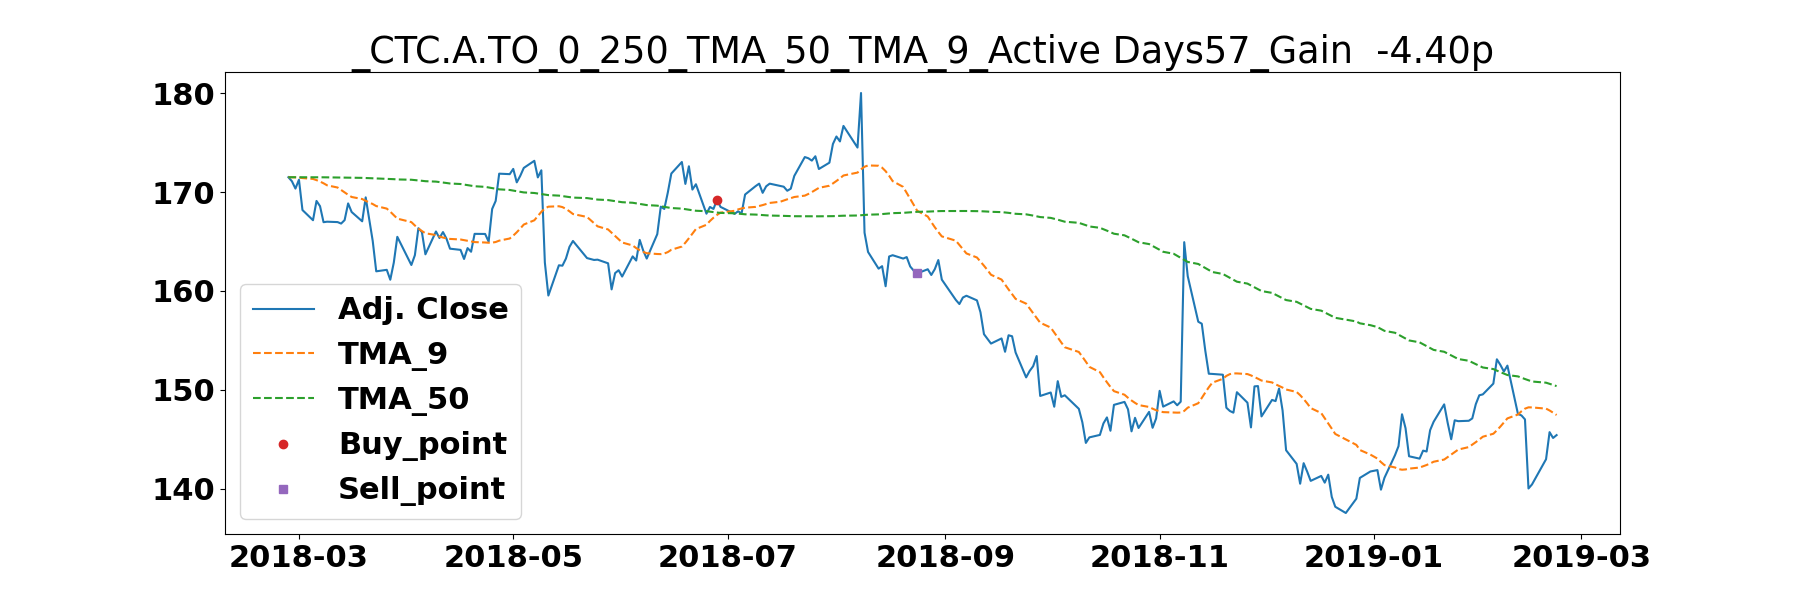 _CTC.A.TO_0_250_TMA_50_TMA_9_Active Days57_Gain  -4.40p
180
170
160
150
140
Adj. Close
TMA_9
TMA_50
Buy_point
Sell_point
2018-03 2018-05 2018-07 2018-09 2018-11 2019-01 2019-03